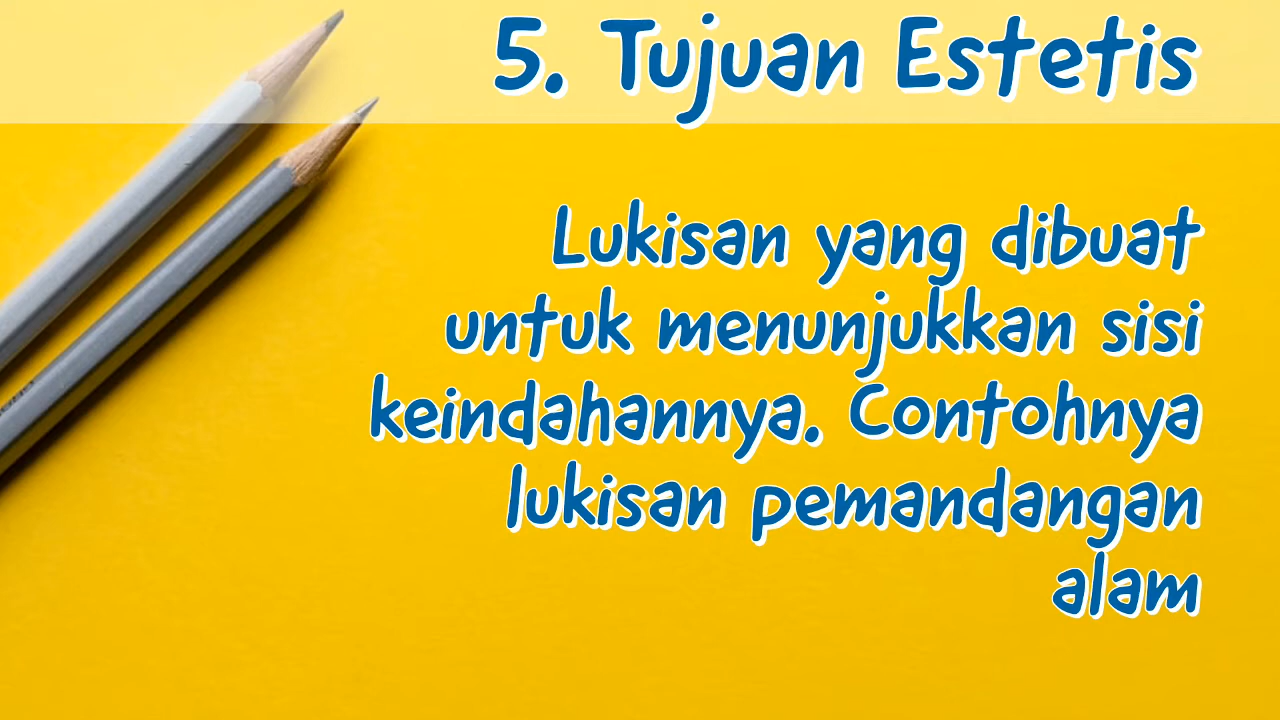 5. Tujuan Estetis
Lukisan yang dibuat
untuk menunjukkan sisi
keindahannya. Contohnya
lukisan pemandangan
alam